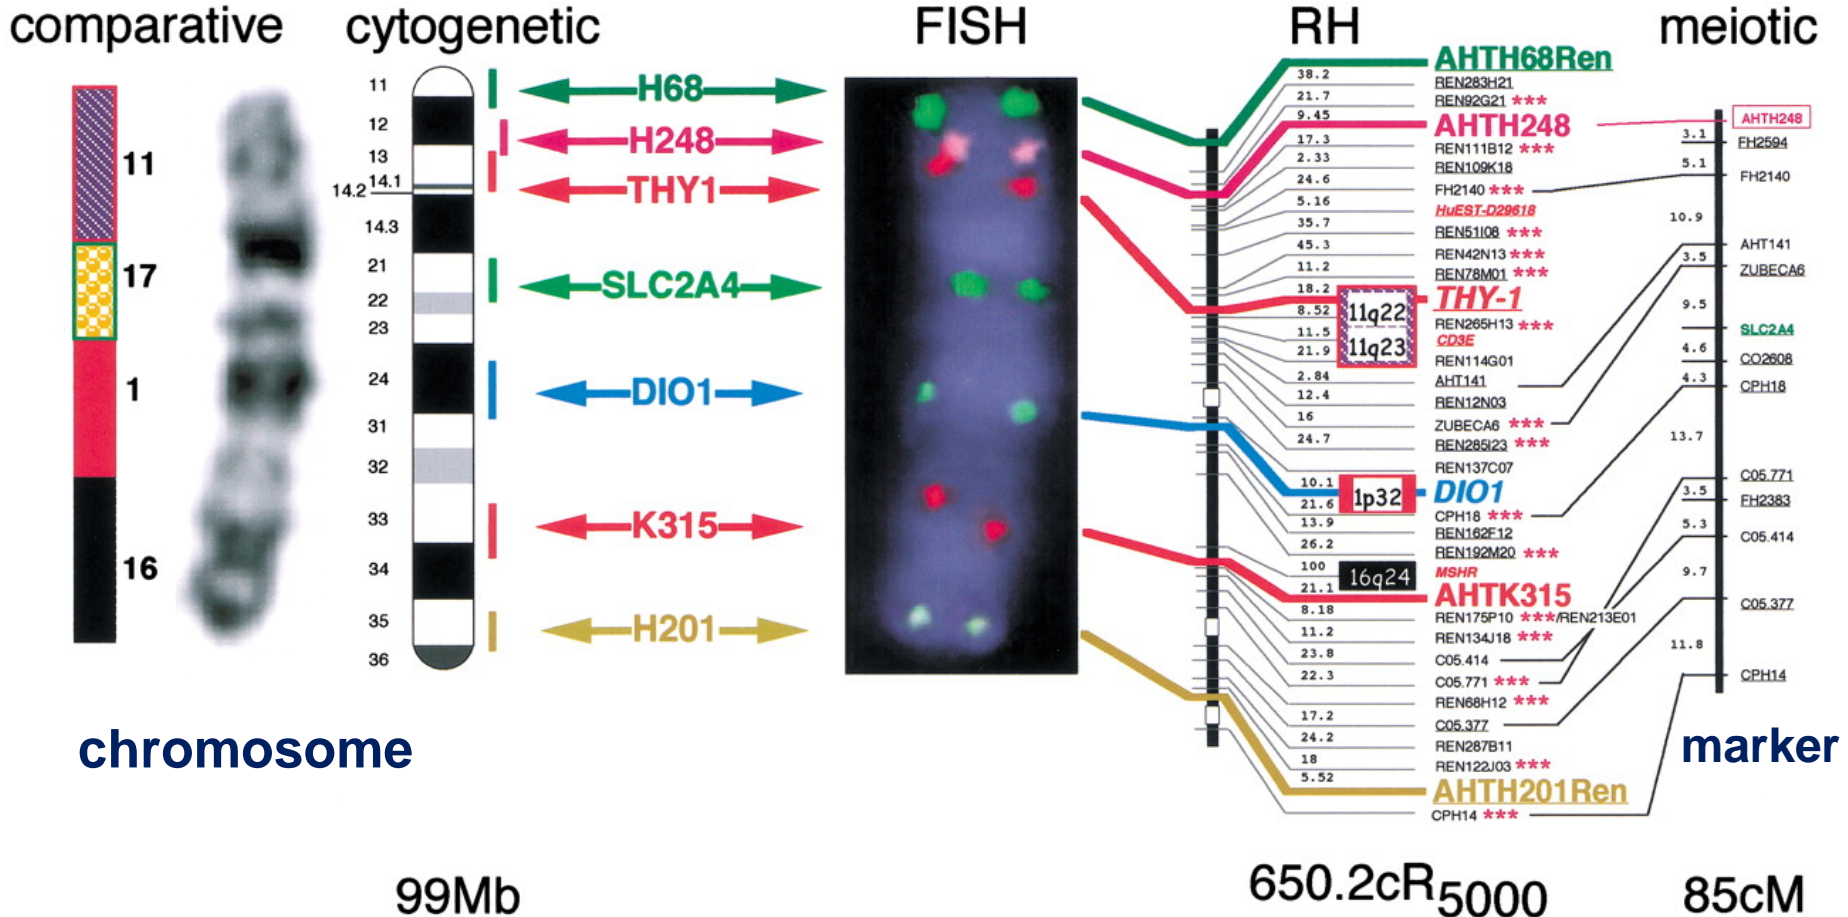 comparative
cytogenetic
FISH
RH
meiotic
11
17
1
16
11
12
13
14.1
14.2
14.3
21
22
23
24
31
32
33
34
35
36
H68
H248
THY1
SLC2A4
DIO1
K315
H201
38.2
21.7
9.45
17.3
2.33
24.6
5.16
35.7
45.3
11.2
18.2
8.52
11.5
21.9
2.84
12.4
16
24.7
10.1
21.6
13.9
26.2
100
21.1
8.18
11.2
23.8
22.3
17.2
24.2
18
5.52
11q22
11q23
1p32
16q24
AHTH68Ren
REN283H21
REN92G21 ***
AHTH248
REN111B12 ***
REN109K18
FH2140 ***
HuEST-D29618
REN51I08 ***
REN42N13 ***
REN78M01 ***
THY-1
REN265H13 ***
CD3E
REN114G01
AHT141
REN12N03
ZUBECA6 ***
REN285I23 ***
REN137C07
DIO1
CPH18 ***
REN162F12
REN192M20 ***
MSHR
AHTK315
REN175P10 ***/REN213E01
REN134J18 ***
C05.414
C05.771 ***
REN68H12 ***
C05.377
REN287B11
REN122J03 ***
AHTH201Ren
CPH14 ***
3.1
5.1
10.9
3.5
9.5
4.6
4.3
13.7
3.5
5.3
9.7
11.8
AHTH248
FH2594
FH2140
AHT141
ZUBECA6
SLC2A4
CO2608
CPH18
C05.771
FH2383
C05.414
C05.377
CPH14
chromosome
marker
99Mb
650.2cR5000
85cM